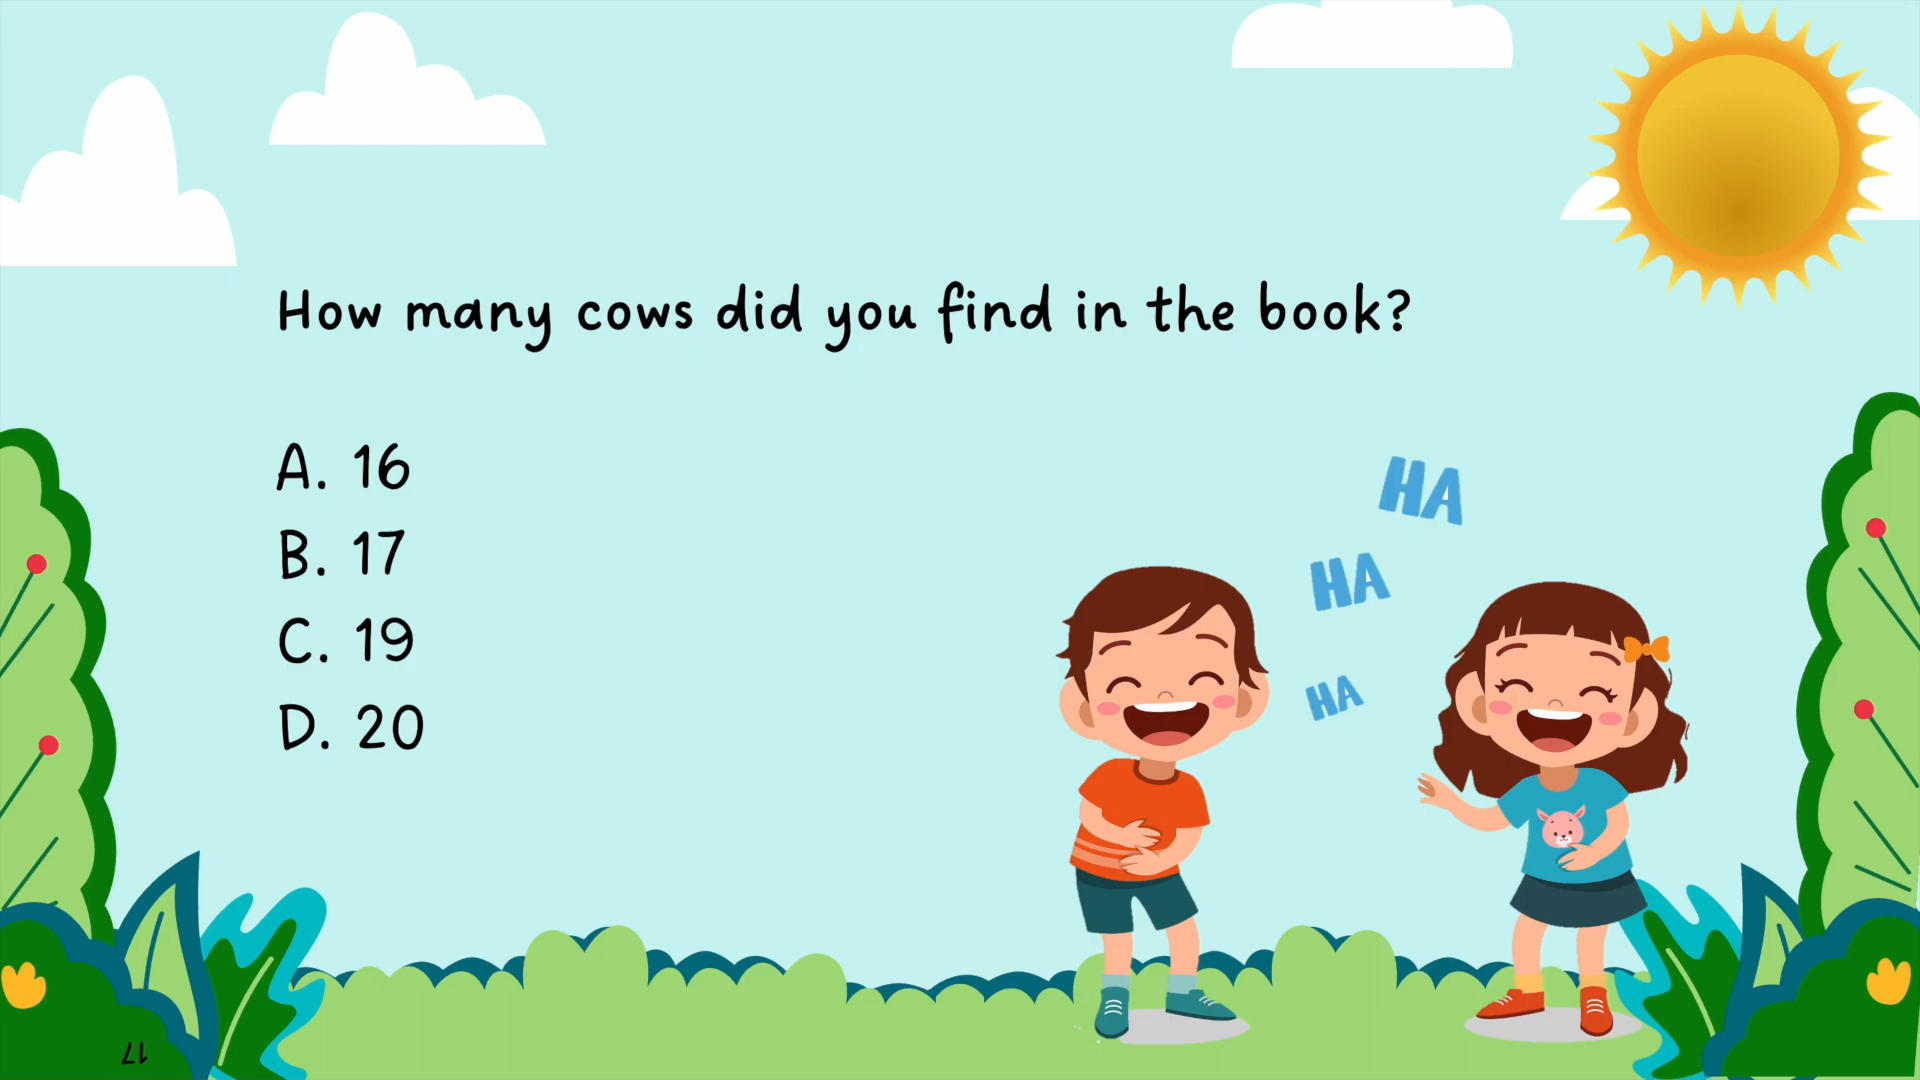 How many cows did you find in the book?
A. 16
B. 17
C. 19
D. 20
HA
HA
HA
17